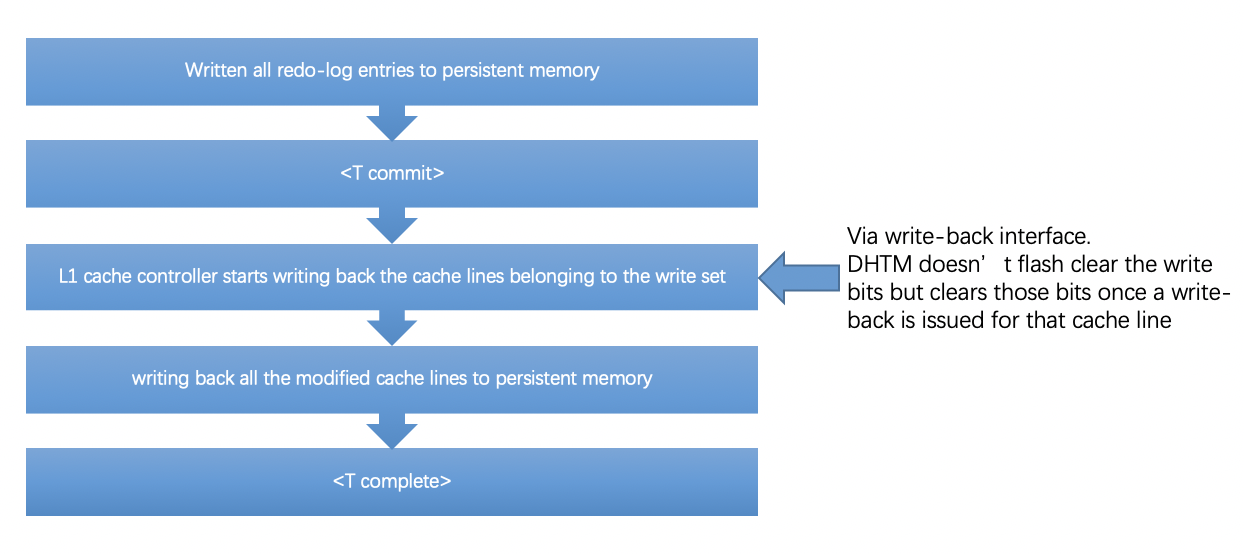 Written all redo-log entries to persistent memory
<T commit>
L1 cache controller starts writing back the cache lines belonging to the write set
Via write-back interface.
DHTM doesn’t flash clear the write
bits but clears those bits once a write-
back is issued for that cache line
writing back all the modified cache lines to persistent memory
<T complete>